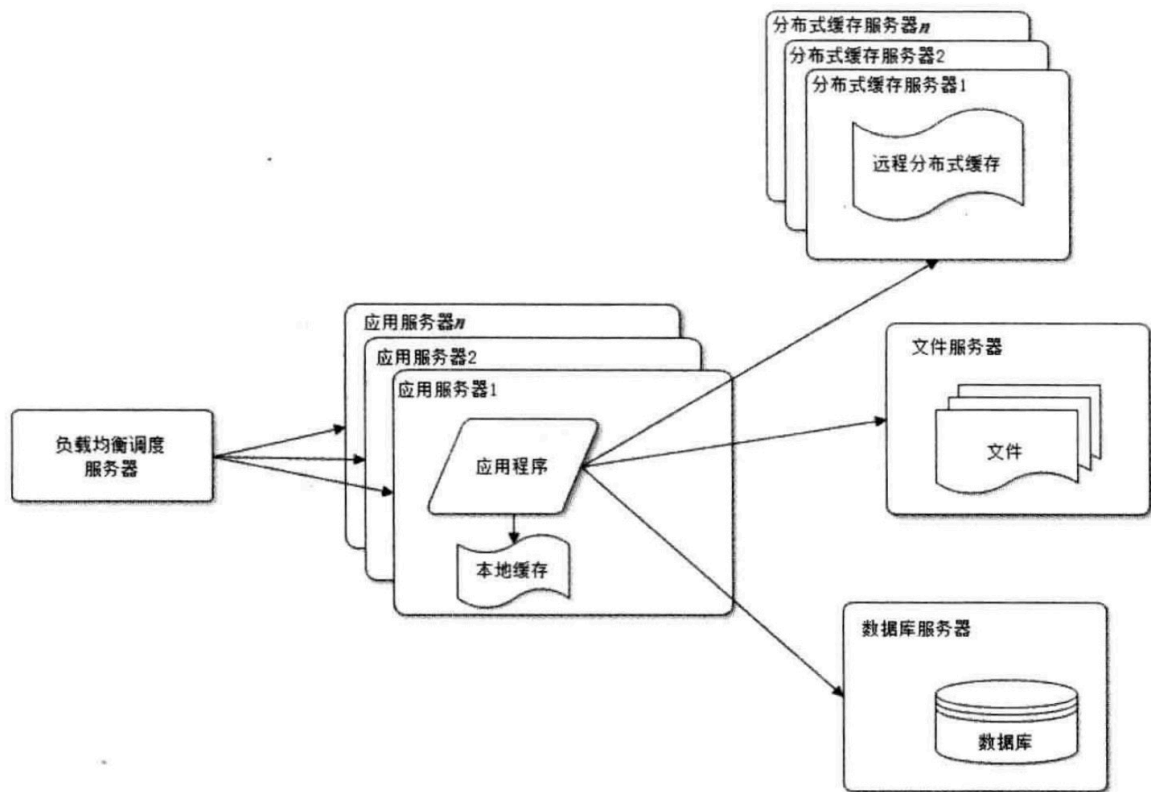 分布式缓存服务器n
分布式缓存服务器2
分布式缓存服务器1
远程分布式缓存
应用服务器n
应用服务器2
应用服务器1
文件服务器
负载均衡调度
服务器
应用程序
文件
本地缓存
数据库服务器
数据库